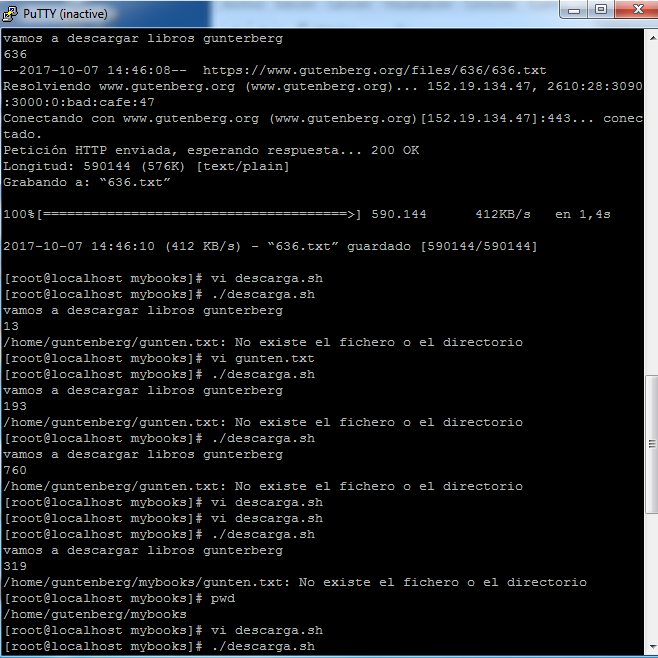 PuTTY (inactive)
vamos a descargar libros gunterberg
636
--2017-10-07 14:46:08--  https://www.gutenberg.org/files/636/636.txt
Resolviendo www.gutenberg.org (www.gutenberg.org)... 152.19.134.47, 2610:28:3090
:3000:0:bad:cafe:47
Conectando con www.gutenberg.org (www.gutenberg.org)[152.19.134.47]:443... conec
tado.
Petición HTTP enviada, esperando respuesta... 200 OK
Longitud: 590144 (576K) [text/plain]
Grabando a: “636.txt”
100%[======================================>] 590.144      412KB/s   en 1,4s
2017-10-07 14:46:10 (412 KB/s) - “636.txt” guardado [590144/590144]
[root@localhost mybooks]# vi descarga.sh
[root@localhost mybooks]# ./descarga.sh
vamos a descargar libros gunterberg
13
/home/guntenberg/gunten.txt: No existe el fichero o el directorio
[root@localhost mybooks]# vi gunten.txt
[root@localhost mybooks]# ./descarga.sh
vamos a descargar libros gunterberg
193
/home/guntenberg/gunten.txt: No existe el fichero o el directorio
[root@localhost mybooks]# ./descarga.sh
vamos a descargar libros gunterberg
760
/home/guntenberg/gunten.txt: No existe el fichero o el directorio
[root@localhost mybooks]# vi descarga.sh
[root@localhost mybooks]# vi descarga.sh
[root@localhost mybooks]# ./descarga.sh
vamos a descargar libros gunterberg
319
/home/guntenberg/mybooks/gunten.txt: No existe el fichero o el directorio
[root@localhost mybooks]# pwd
/home/gutenberg/mybooks
[root@localhost mybooks]# vi descarga.sh
[root@localhost mybooks]# ./descarga.sh